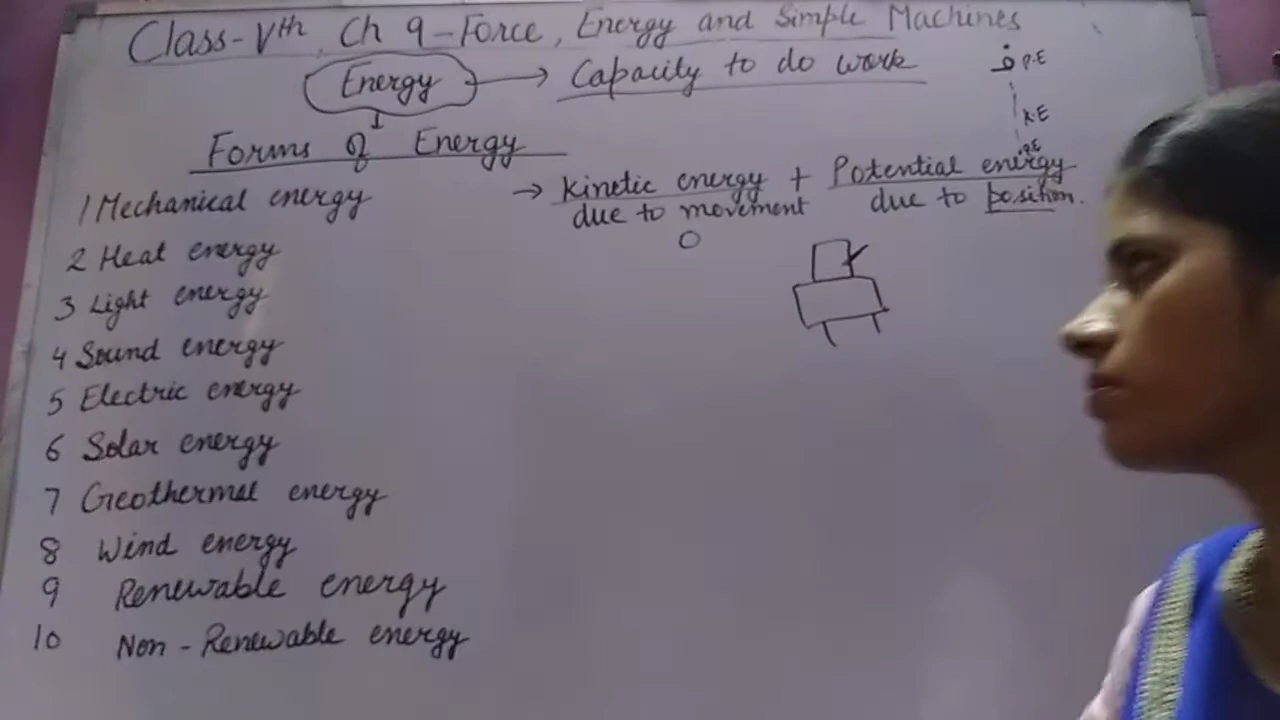 Class-Vth, Ch 9-Force, Energy and Simple Machines
Energy → Capacity to do work
P.E
K.E
P.E
Forms of Energy
1 Mechanical energy → kinetic energy + Potential energy
due to movement due to position.
2 Heat energy
3 Light energy
4 Sound energy
5 Electric energy
6 Solar energy
7 Geothermal energy
8 Wind energy
9 Renewable energy
10 Non-Renewable energy